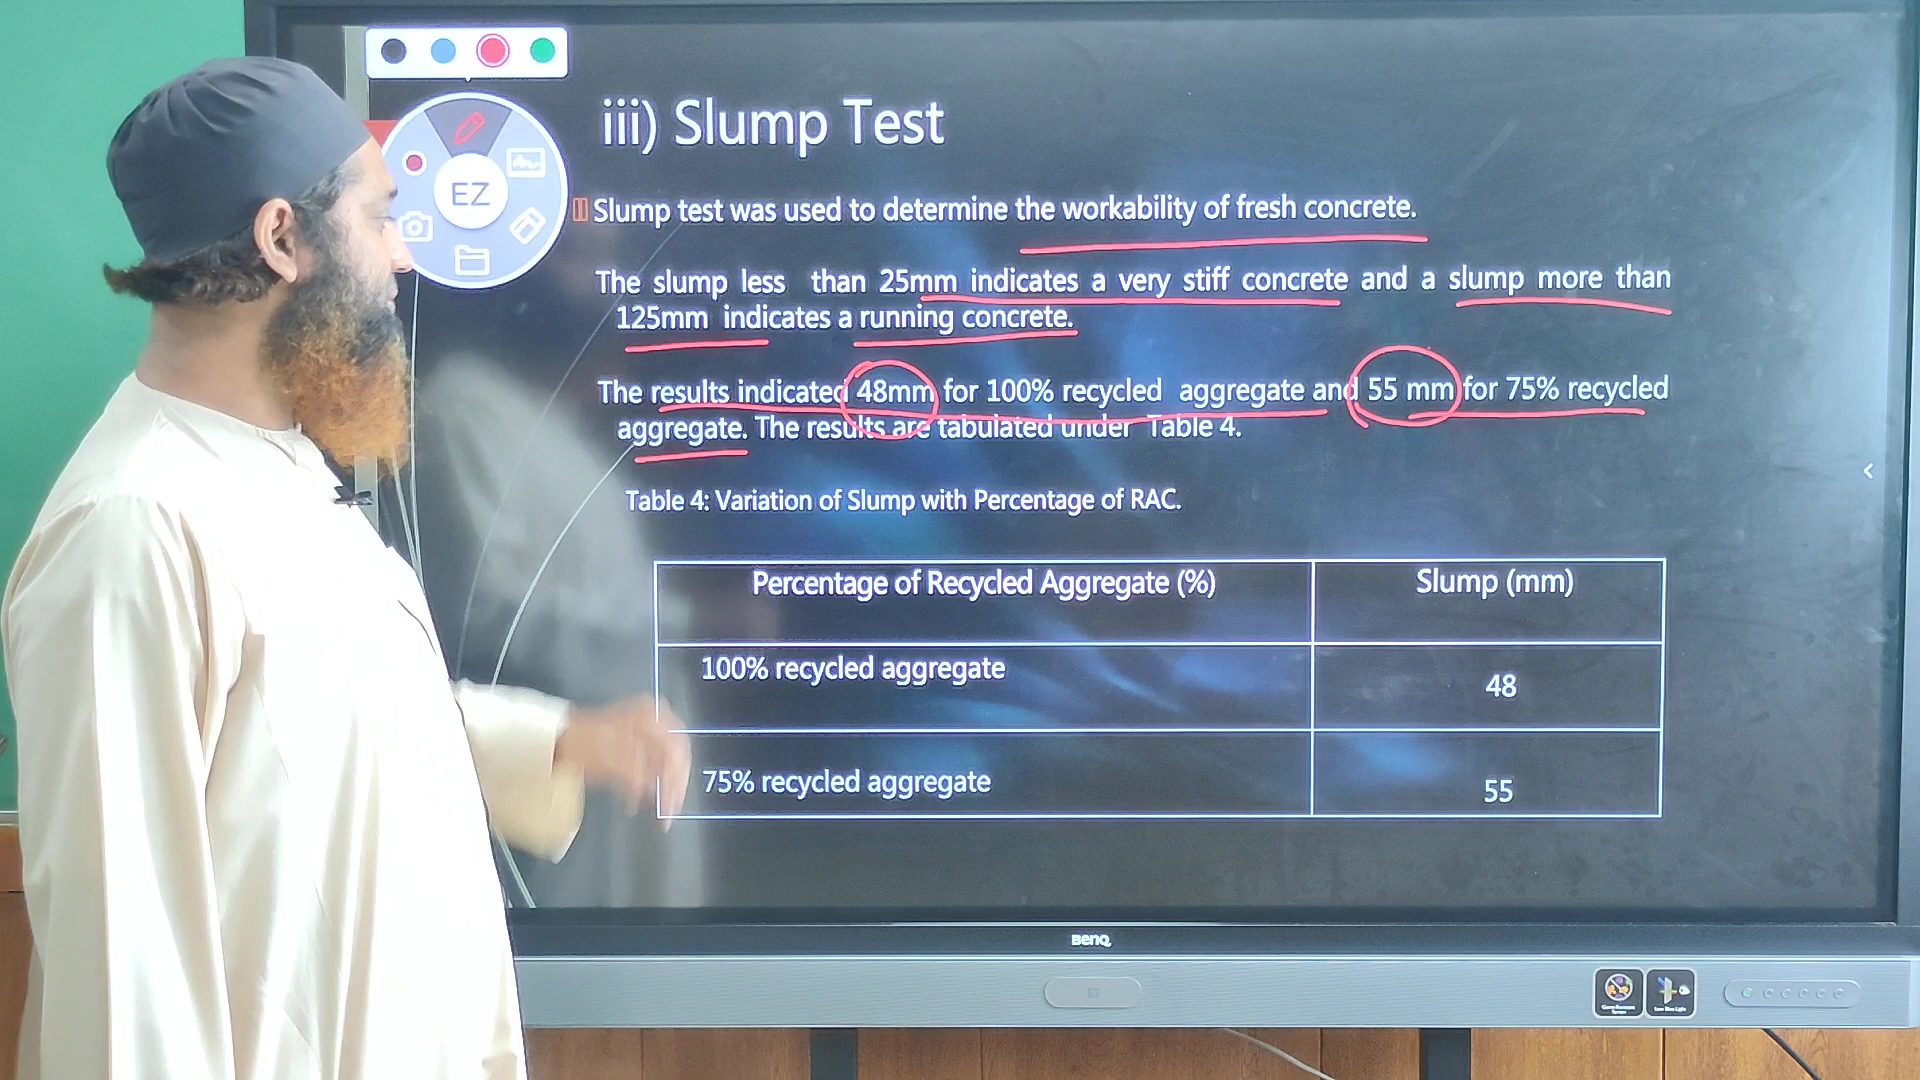 EZ
iii) Slump Test
Slump test was used to determine the workability of fresh concrete.
The slump less than 25mm indicates a very stiff concrete and a slump more than
125mm indicates a running concrete.
The results indicated 48mm for 100% recycled aggregate and 55 mm for 75% recycled
aggregate. The results are tabulated under Table 4.
Table 4: Variation of Slump with Percentage of RAC.
Percentage of Recycled Aggregate (%) Slump (mm)
100% recycled aggregate 48
75% recycled aggregate 55
BenQ